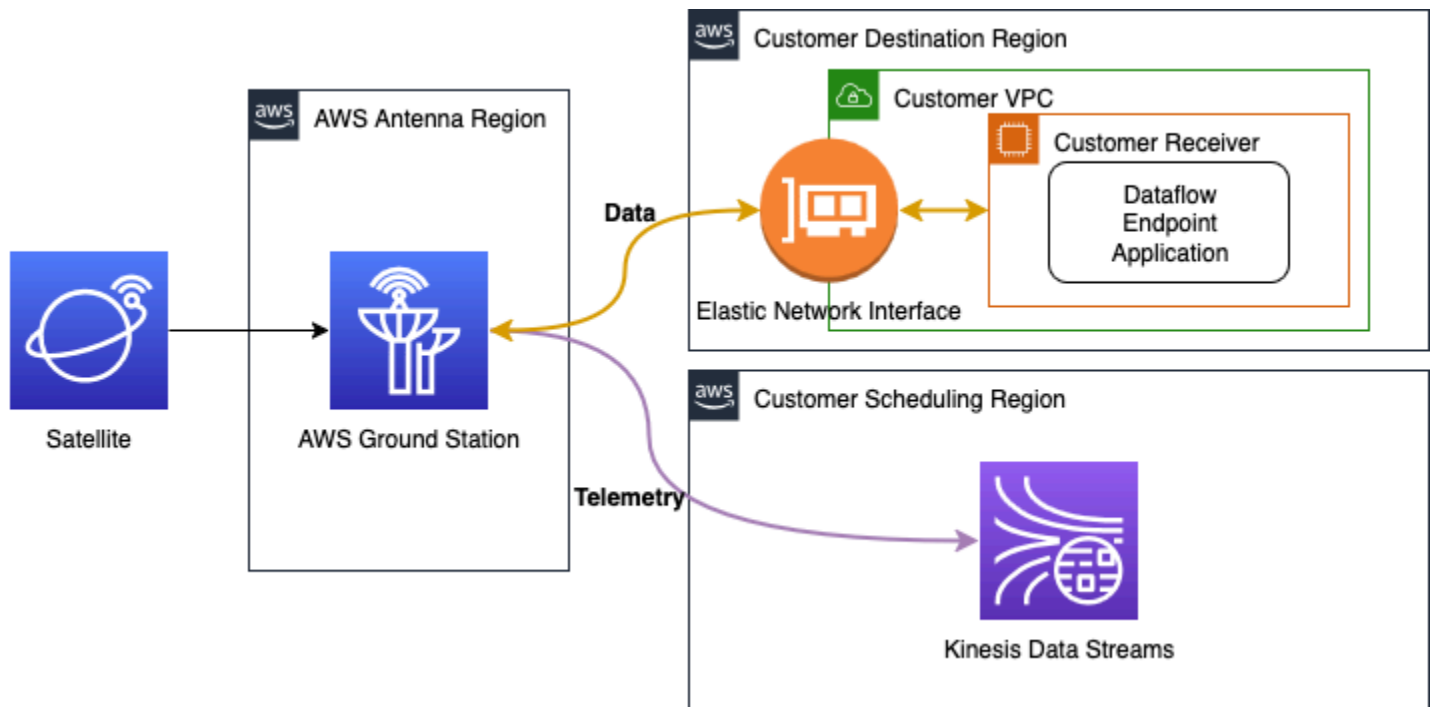 aws
Customer Destination Region
Customer VPC
aws
AWS Antenna Region
Customer Receiver
Dataflow
Endpoint
Application
Data
Elastic Network Interface
aws
Customer Scheduling Region
Satellite
AWS Ground Station
Telemetry
Kinesis Data Streams